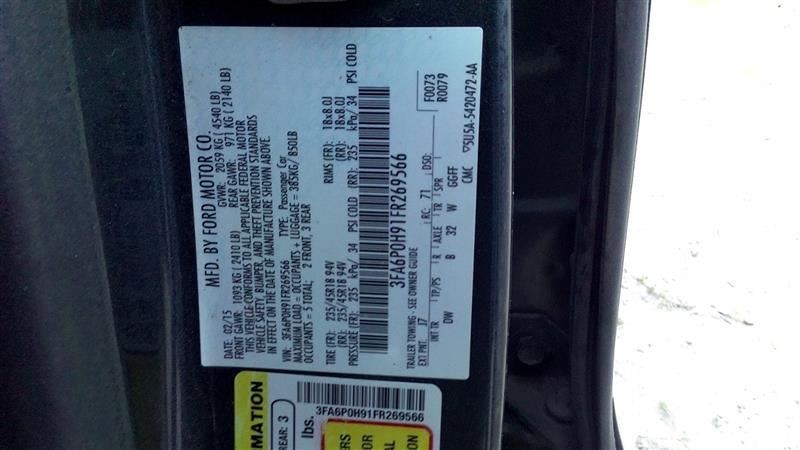 MFD. BY FORD MOTOR CO.
DATE: 02/15 GVWR: 2059 KG (4540 LB)
FRONT GAWR: 1093 KG (2410 LB) REAR GAWR: 971 KG (2140 LB)
THIS VEHICLE CONFORMS TO ALL APPLICABLE FEDERAL MOTOR
VEHICLE SAFETY, BUMPER, AND THEFT PREVENTION STANDARDS
IN EFFECT ON THE DATE OF MANUFACTURE SHOWN ABOVE.
VIN: 3FA6P0H91FR269566 TYPE: Passenger Car
MAXIMUM LOAD = OCCUPANTS + LUGGAGE = 385KG/ 850LB
OCCUPANTS = 5 TOTAL; 2 FRONT, 3 REAR
TIRE (FR): 235/45R18 94V RIMS (FR): 18x8.0J
(RR): 235/45R18 94V (RR): 18x8.0J
PRESSURE (FR): 235 kPa/ 34 PSI COLD (RR): 235 kPa/ 34 PSI COLD
3FA6P0H91FR269566
TRAILER TOWING - SEE OWNER GUIDE
F0073
R0079
EXT PNT: J7 RC: 71 DSO:
INT TR TP/PS R AXLE TR SPR
DW B 32 W GGFF
CMC ▽5U5A-5420472-AA
MATION
REAR: 3
lbs.
3FA6P0H91FR269566